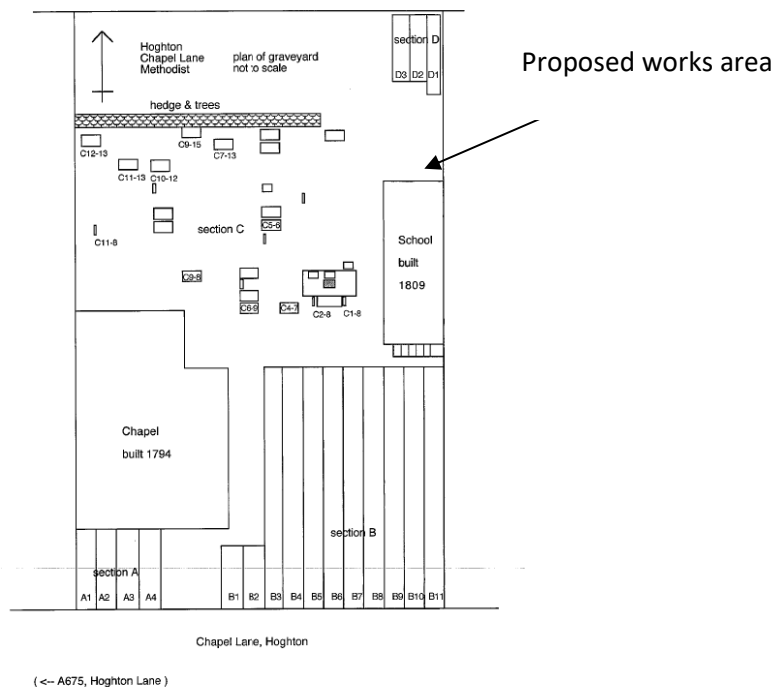 Hoghton
Chapel Lane
Methodist
plan of graveyard
not to scale
section D
D3 D2 D1
Proposed works area
hedge & trees
C12-13
C9-15
C7-13
C11-13
C10-12
section C
C5-6
C11-8
School
built
1809
C9-8
C6-9
C4-7
C2-8
C1-8
Chapel
built 1794
section B
section A
A1 A2 A3 A4
B1 B2 B3 B4 B5 B6 B7 B8 B9 B10 B11
Chapel Lane, Hoghton
( <-- A675, Hoghton Lane )